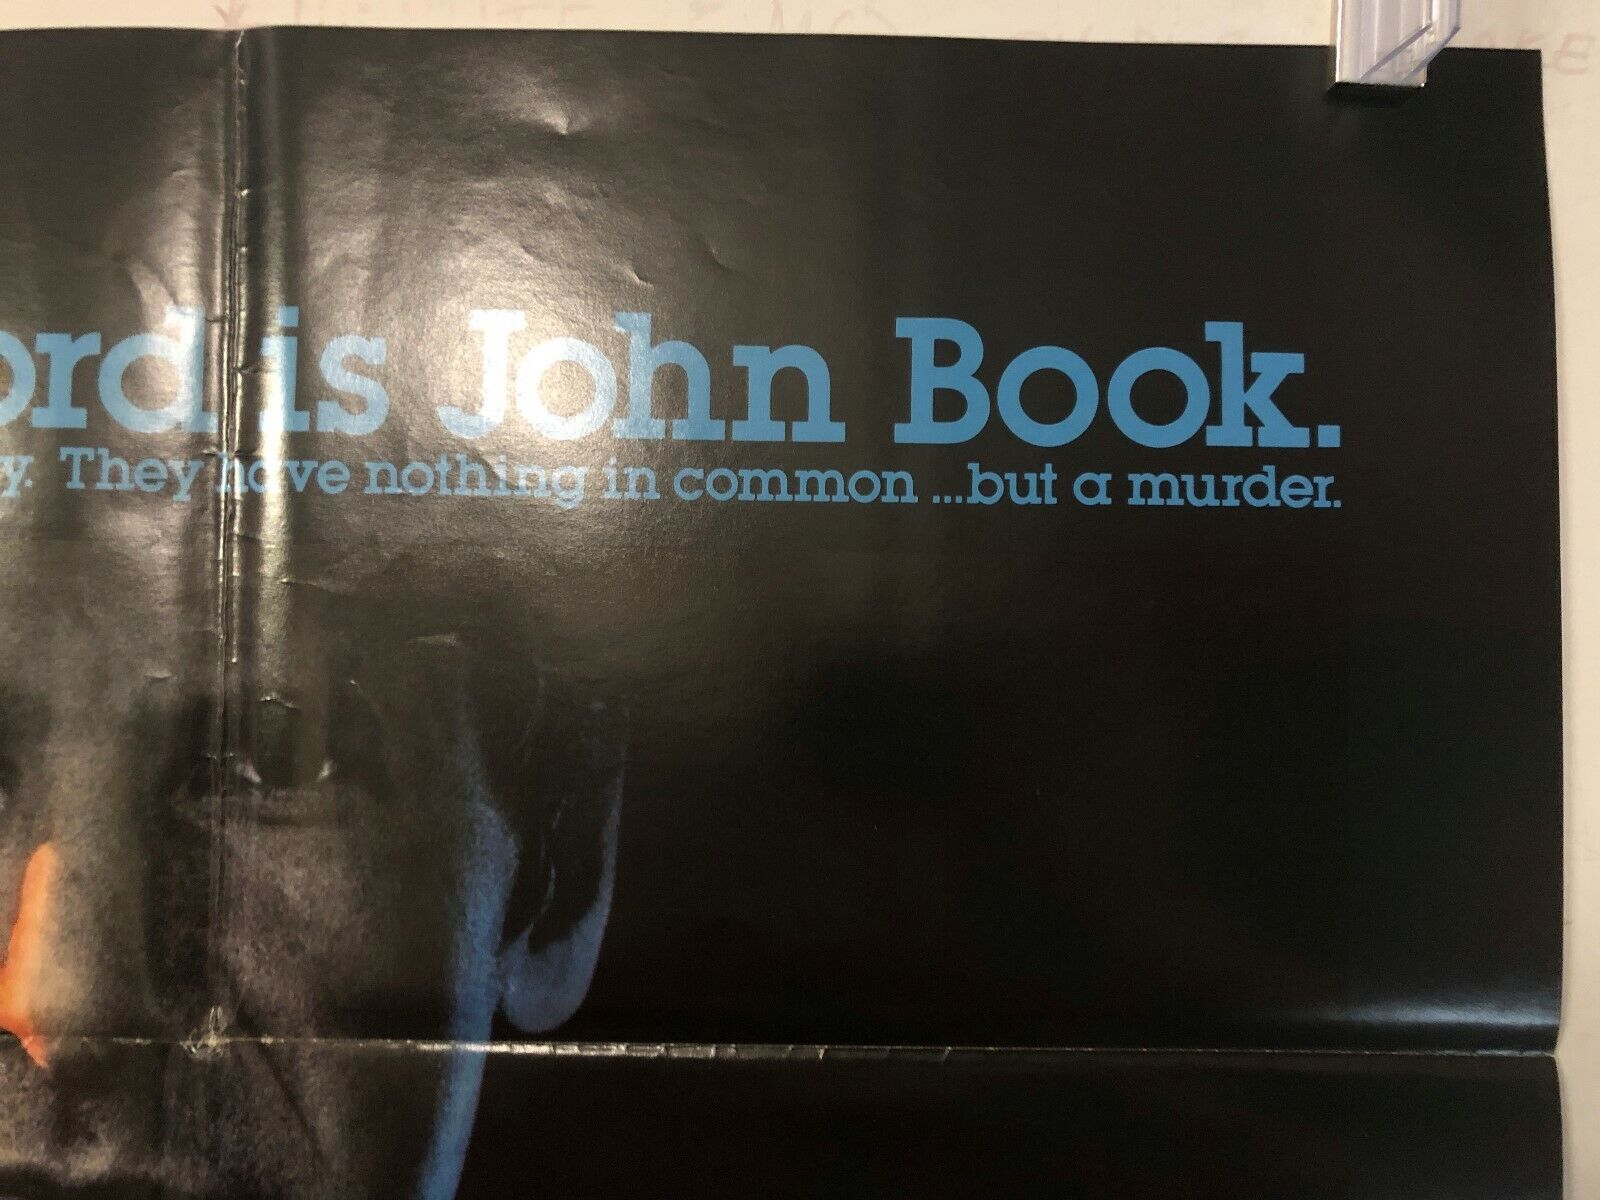 ord is John Book.
y. They have nothing in common ...but a murder.